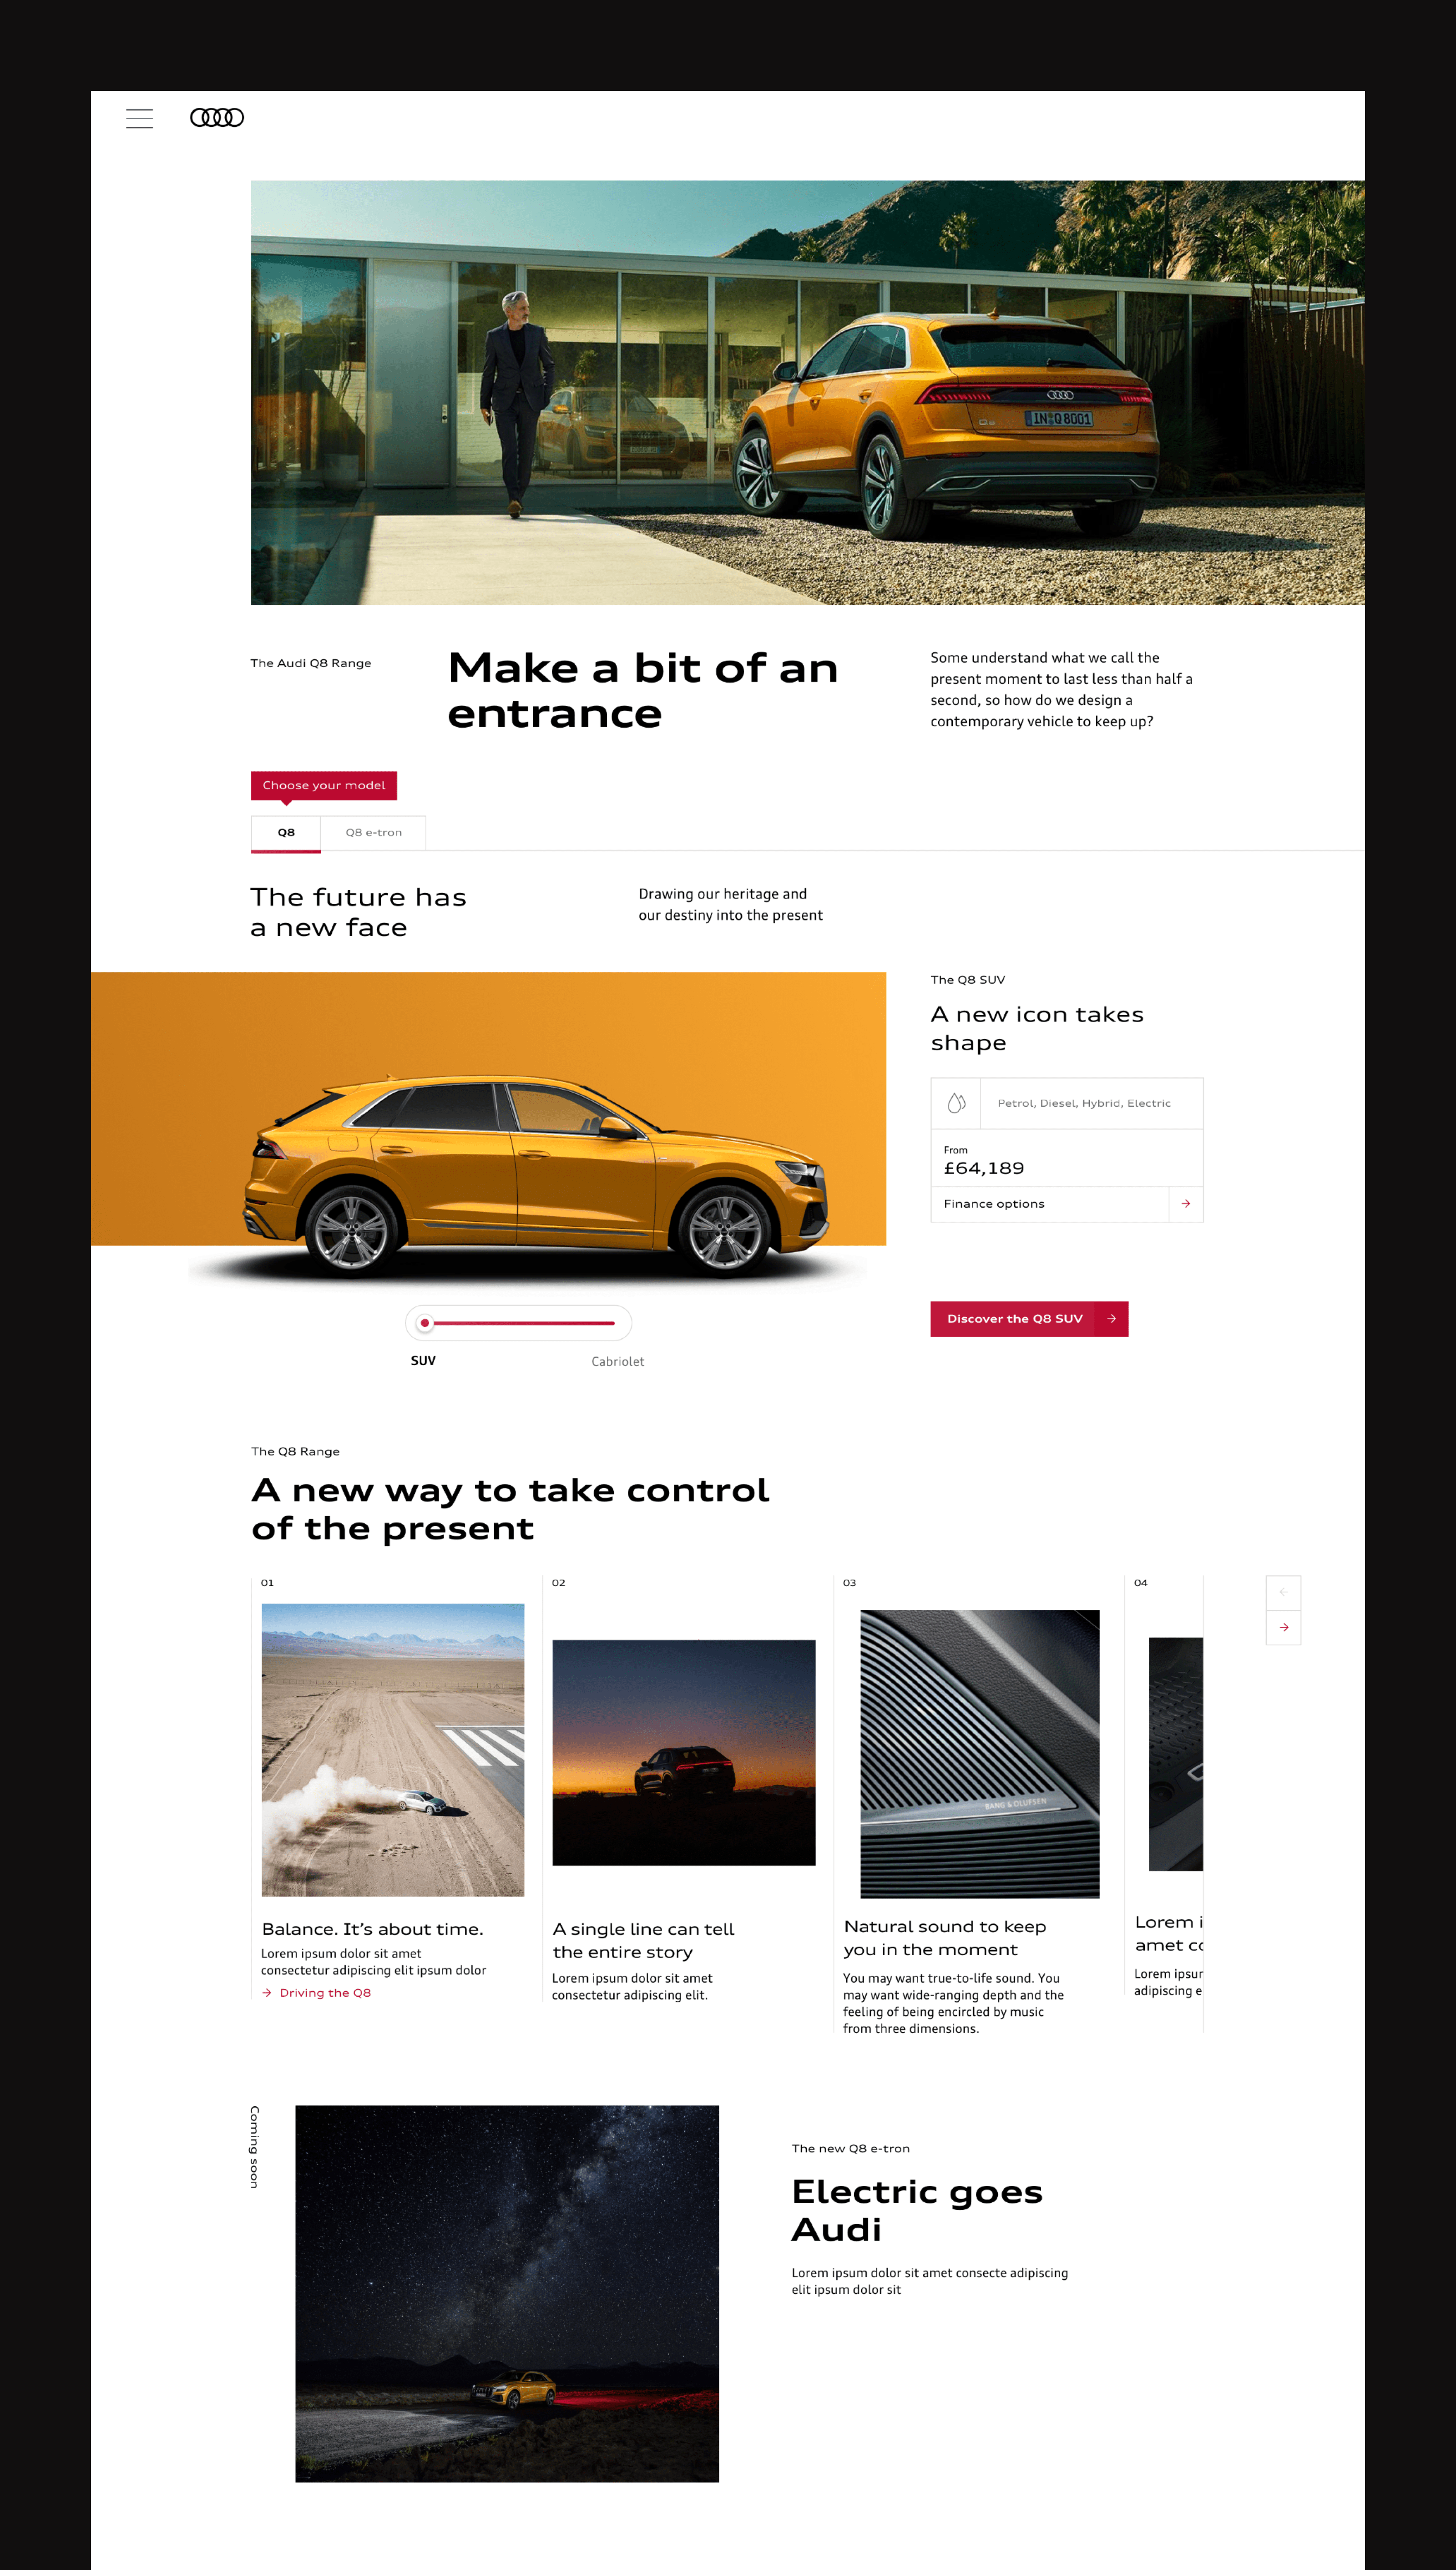 IN Q 8001
The Audi Q8 Range
Make a bit of an
entrance
Some understand what we call the
present moment to last less than half a
second, so how do we design a
contemporary vehicle to keep up?
Choose your model
Q8
Q8 e-tron
The future has
a new face
Drawing our heritage and
our destiny into the present
The Q8 SUV
A new icon takes
shape
Petrol, Diesel, Hybrid, Electric
From
£64,189
Finance options
Discover the Q8 SUV
SUV
Cabriolet
The Q8 Range
A new way to take control
of the present
01
Balance. It’s about time.
Lorem ipsum dolor sit amet
consectetur adipiscing elit ipsum dolor
Driving the Q8
02
A single line can tell
the entire story
Lorem ipsum dolor sit amet
consectetur adipiscing elit.
03
BANG & OLUFSEN
Natural sound to keep
you in the moment
You may want true-to-life sound. You
may want wide-ranging depth and the
feeling of being encircled by music
from three dimensions.
04
Lorem i
amet co
Lorem ipsur
adipiscing e
Coming soon
The new Q8 e-tron
Electric goes
Audi
Lorem ipsum dolor sit amet consecte adipiscing
elit ipsum dolor sit